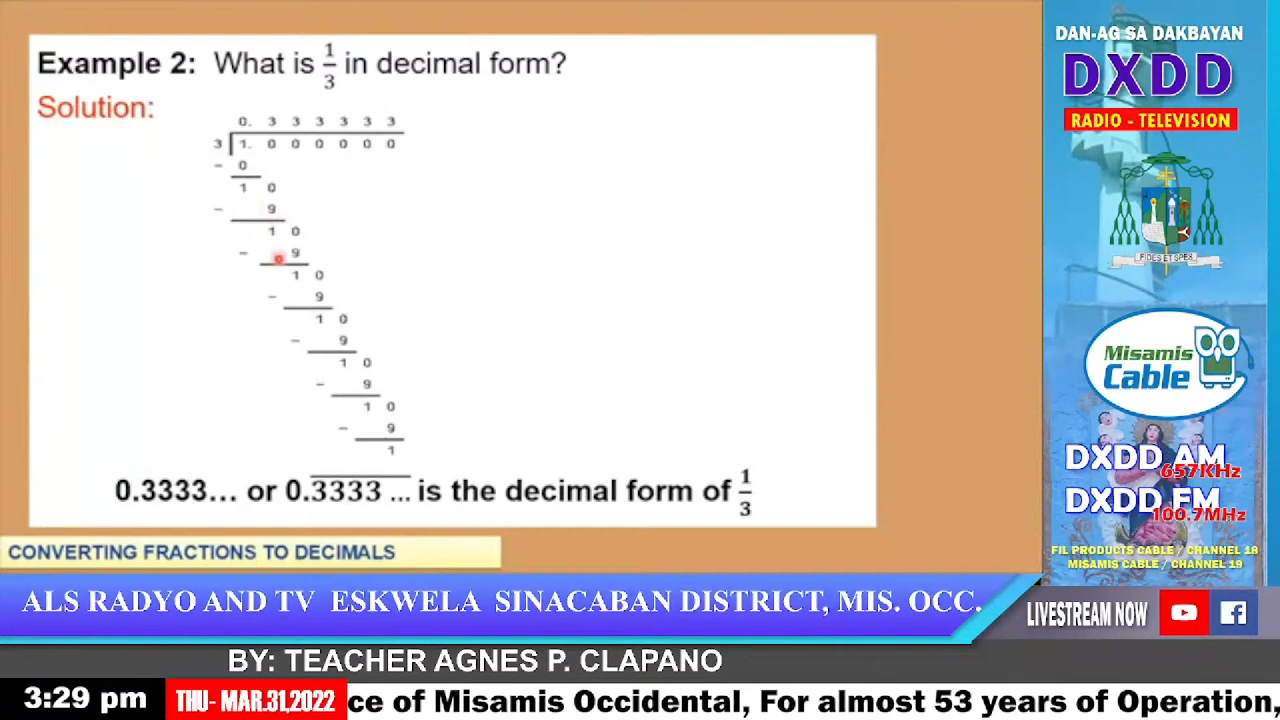 Example 2: What is 1/3 in decimal form?
Solution:
0. 3 3 3 3 3 3
3 1. 0 0 0 0 0 0
- 0
1 0
- 9
1 0
- 9
1 0
- 9
1 0
- 9
1 0
- 9
1 0
- 9
1
0.3333... or 0.3333 ... is the decimal form of 1/3
CONVERTING FRACTIONS TO DECIMALS
ALS RADYO AND TV ESKWELA SINACABAN DISTRICT, MIS. OCC.
BY: TEACHER AGNES P. CLAPANO
3:29 pm THU- MAR.31,2022 ce of Misamis Occidental, For almost 53 years of Operation,
DAN-AG SA DAKBAYAN
DXDD
RADIO - TELEVISION
FIDES ET SPES
Misamis
Cable
DXDD AM
657KHz
DXDD FM
100.7MHz
FIL PRODUCTS CABLE / CHANNEL 18
MISAMIS CABLE / CHANNEL 19
LIVESTREAM NOW